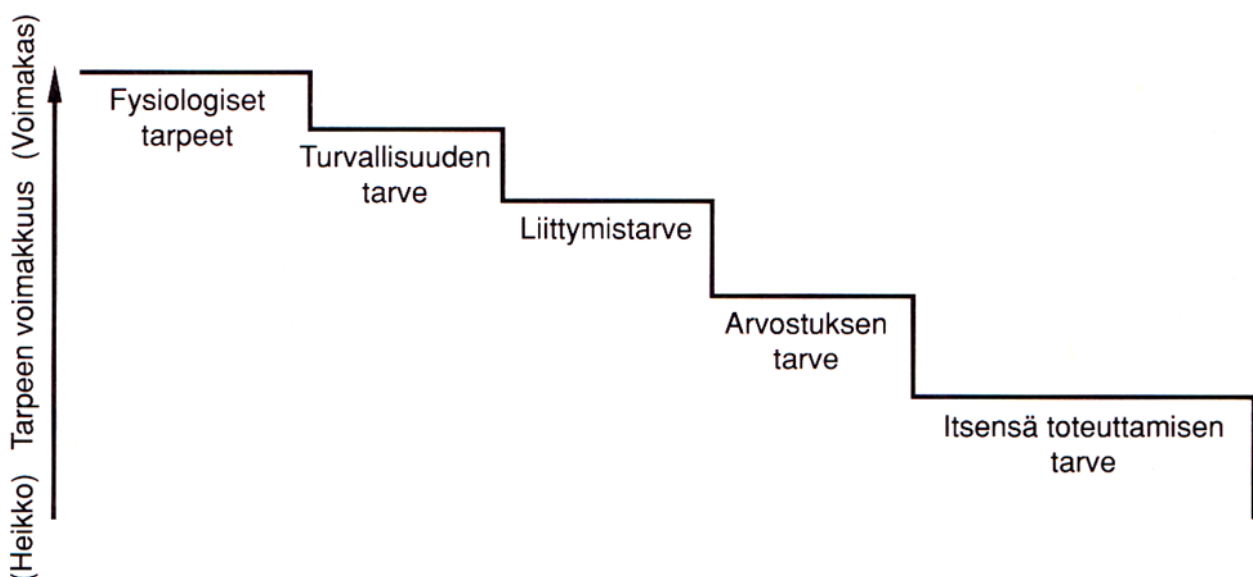 (Heikko) Tarpeen voimakkuus (Voimakas)
Fysiologiset
tarpeet
Turvallisuuden
tarve
Liittymistarve
Arvostuksen
tarve
Itsensä toteuttamisen
tarve